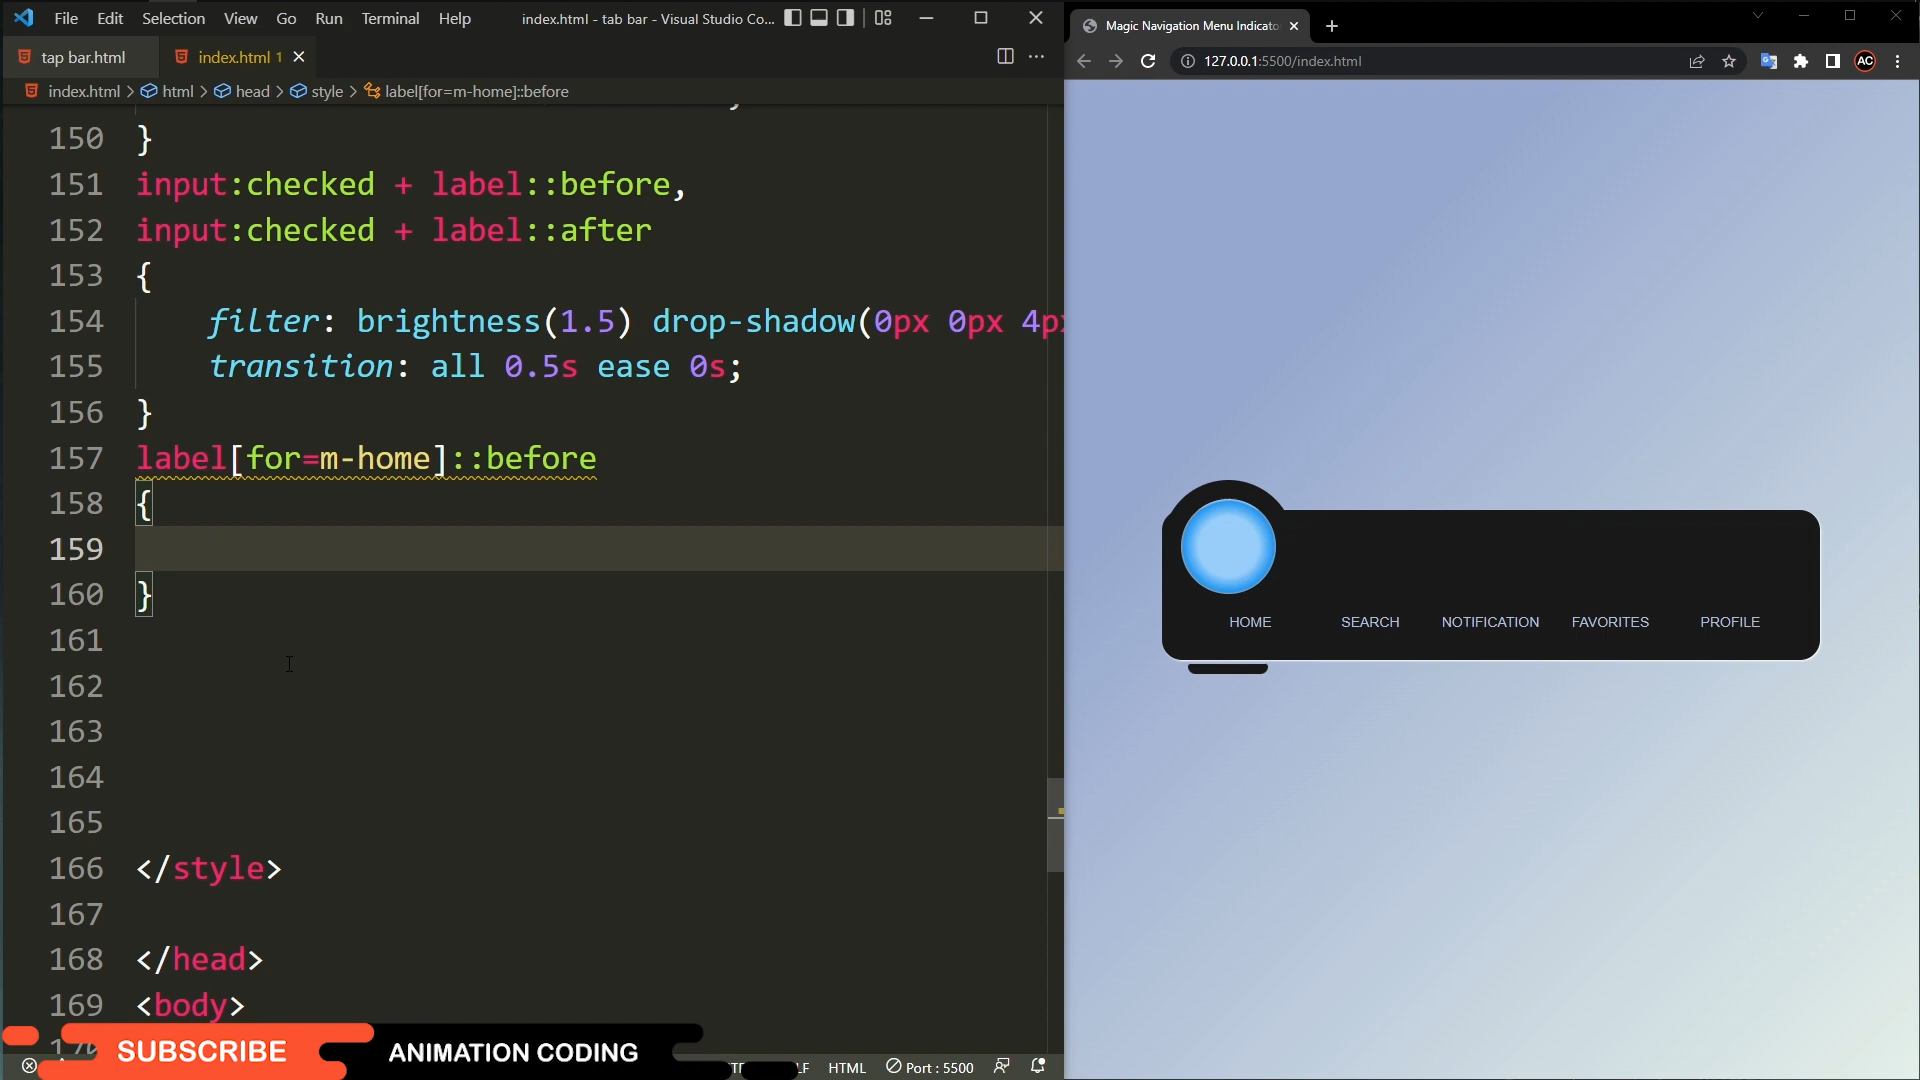 File Edit Selection View Go Run Terminal Help
index.html - tab bar - Visual Studio Co...
tap bar.html
index.html 1
index.html > html > head > style > label[for=m-home]::before
150 }
151 input:checked + label::before,
152 input:checked + label::after
153 {
154 filter: brightness(1.5) drop-shadow(0px 0px 4px
155 transition: all 0.5s ease 0s;
156 }
157 label[for=m-home]::before
158 {
159
160 }
161
162
163
164
165
166 </style>
167
168 </head>
169 <body>
SUBSCRIBE
ANIMATION CODING
HTML
Port : 5500
Magic Navigation Menu Indicato
127.0.0.1:5500/index.html
AC
HOME
SEARCH
NOTIFICATION
FAVORITES
PROFILE